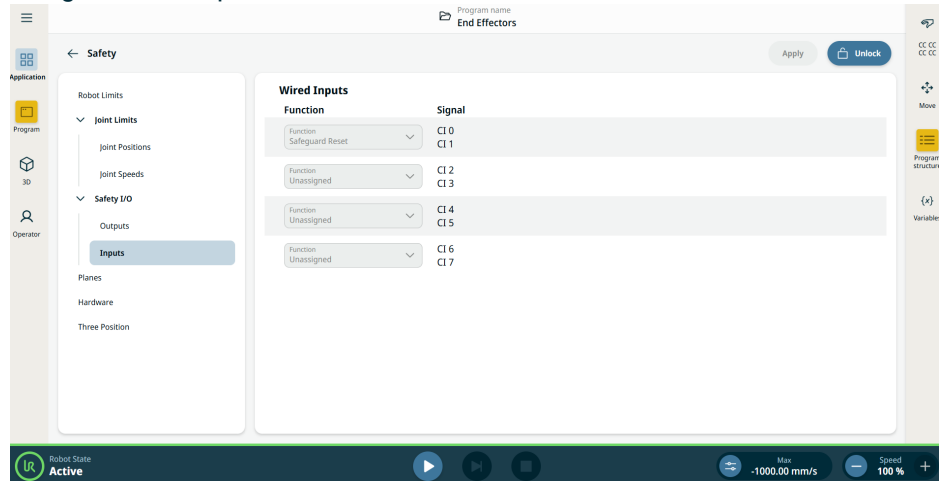 Program name
End Effectors
Safety
Apply
Unlock
CC CC
CC CC
Application
Program
3D
Operator
Robot Limits
Joint Limits
Joint Positions
Joint Speeds
Safety I/O
Outputs
Inputs
Planes
Hardware
Three Position
Wired Inputs
Function Signal
Function
Safeguard Reset
CI 0
CI 1
Function
Unassigned
CI 2
CI 3
Function
Unassigned
CI 4
CI 5
Function
Unassigned
CI 6
CI 7
Move
Program
structure
{x}
Variable
Robot State
Active
Max
-1000.00 mm/s
Speed
100 %